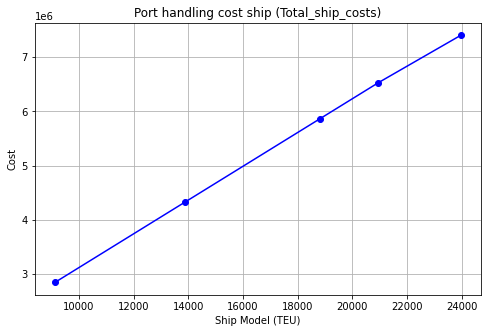 Port handling cost ship (Total_ship_costs)
1e6
7
6
5
4
3
Cost
10000 12000 14000 16000 18000 20000 22000 24000
Ship Model (TEU)